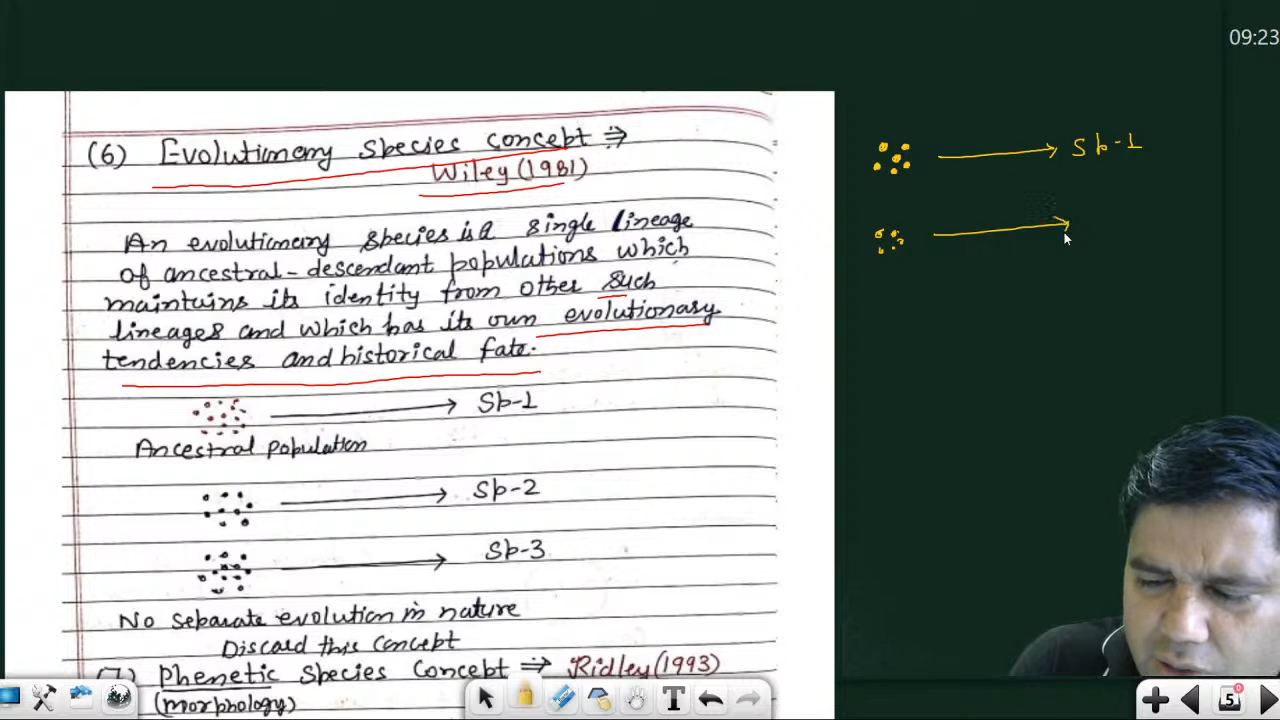 09:23
(6) Evolutionary Species Concept ⇒
Wiley (1981)
An evolutionary species is a single lineage
of ancestral-descendant populations which
maintains its identity from other such
lineages and which has its own evolutionary
tendencies and historical fate.
Sp-1
Ancestral population
Sp-2
Sp-3
No separate evolution in nature
Discard this concept
(7) Phenetic Species Concept ⇒ Ridley (1993)
(morphology)
Sp-1
T
5
0